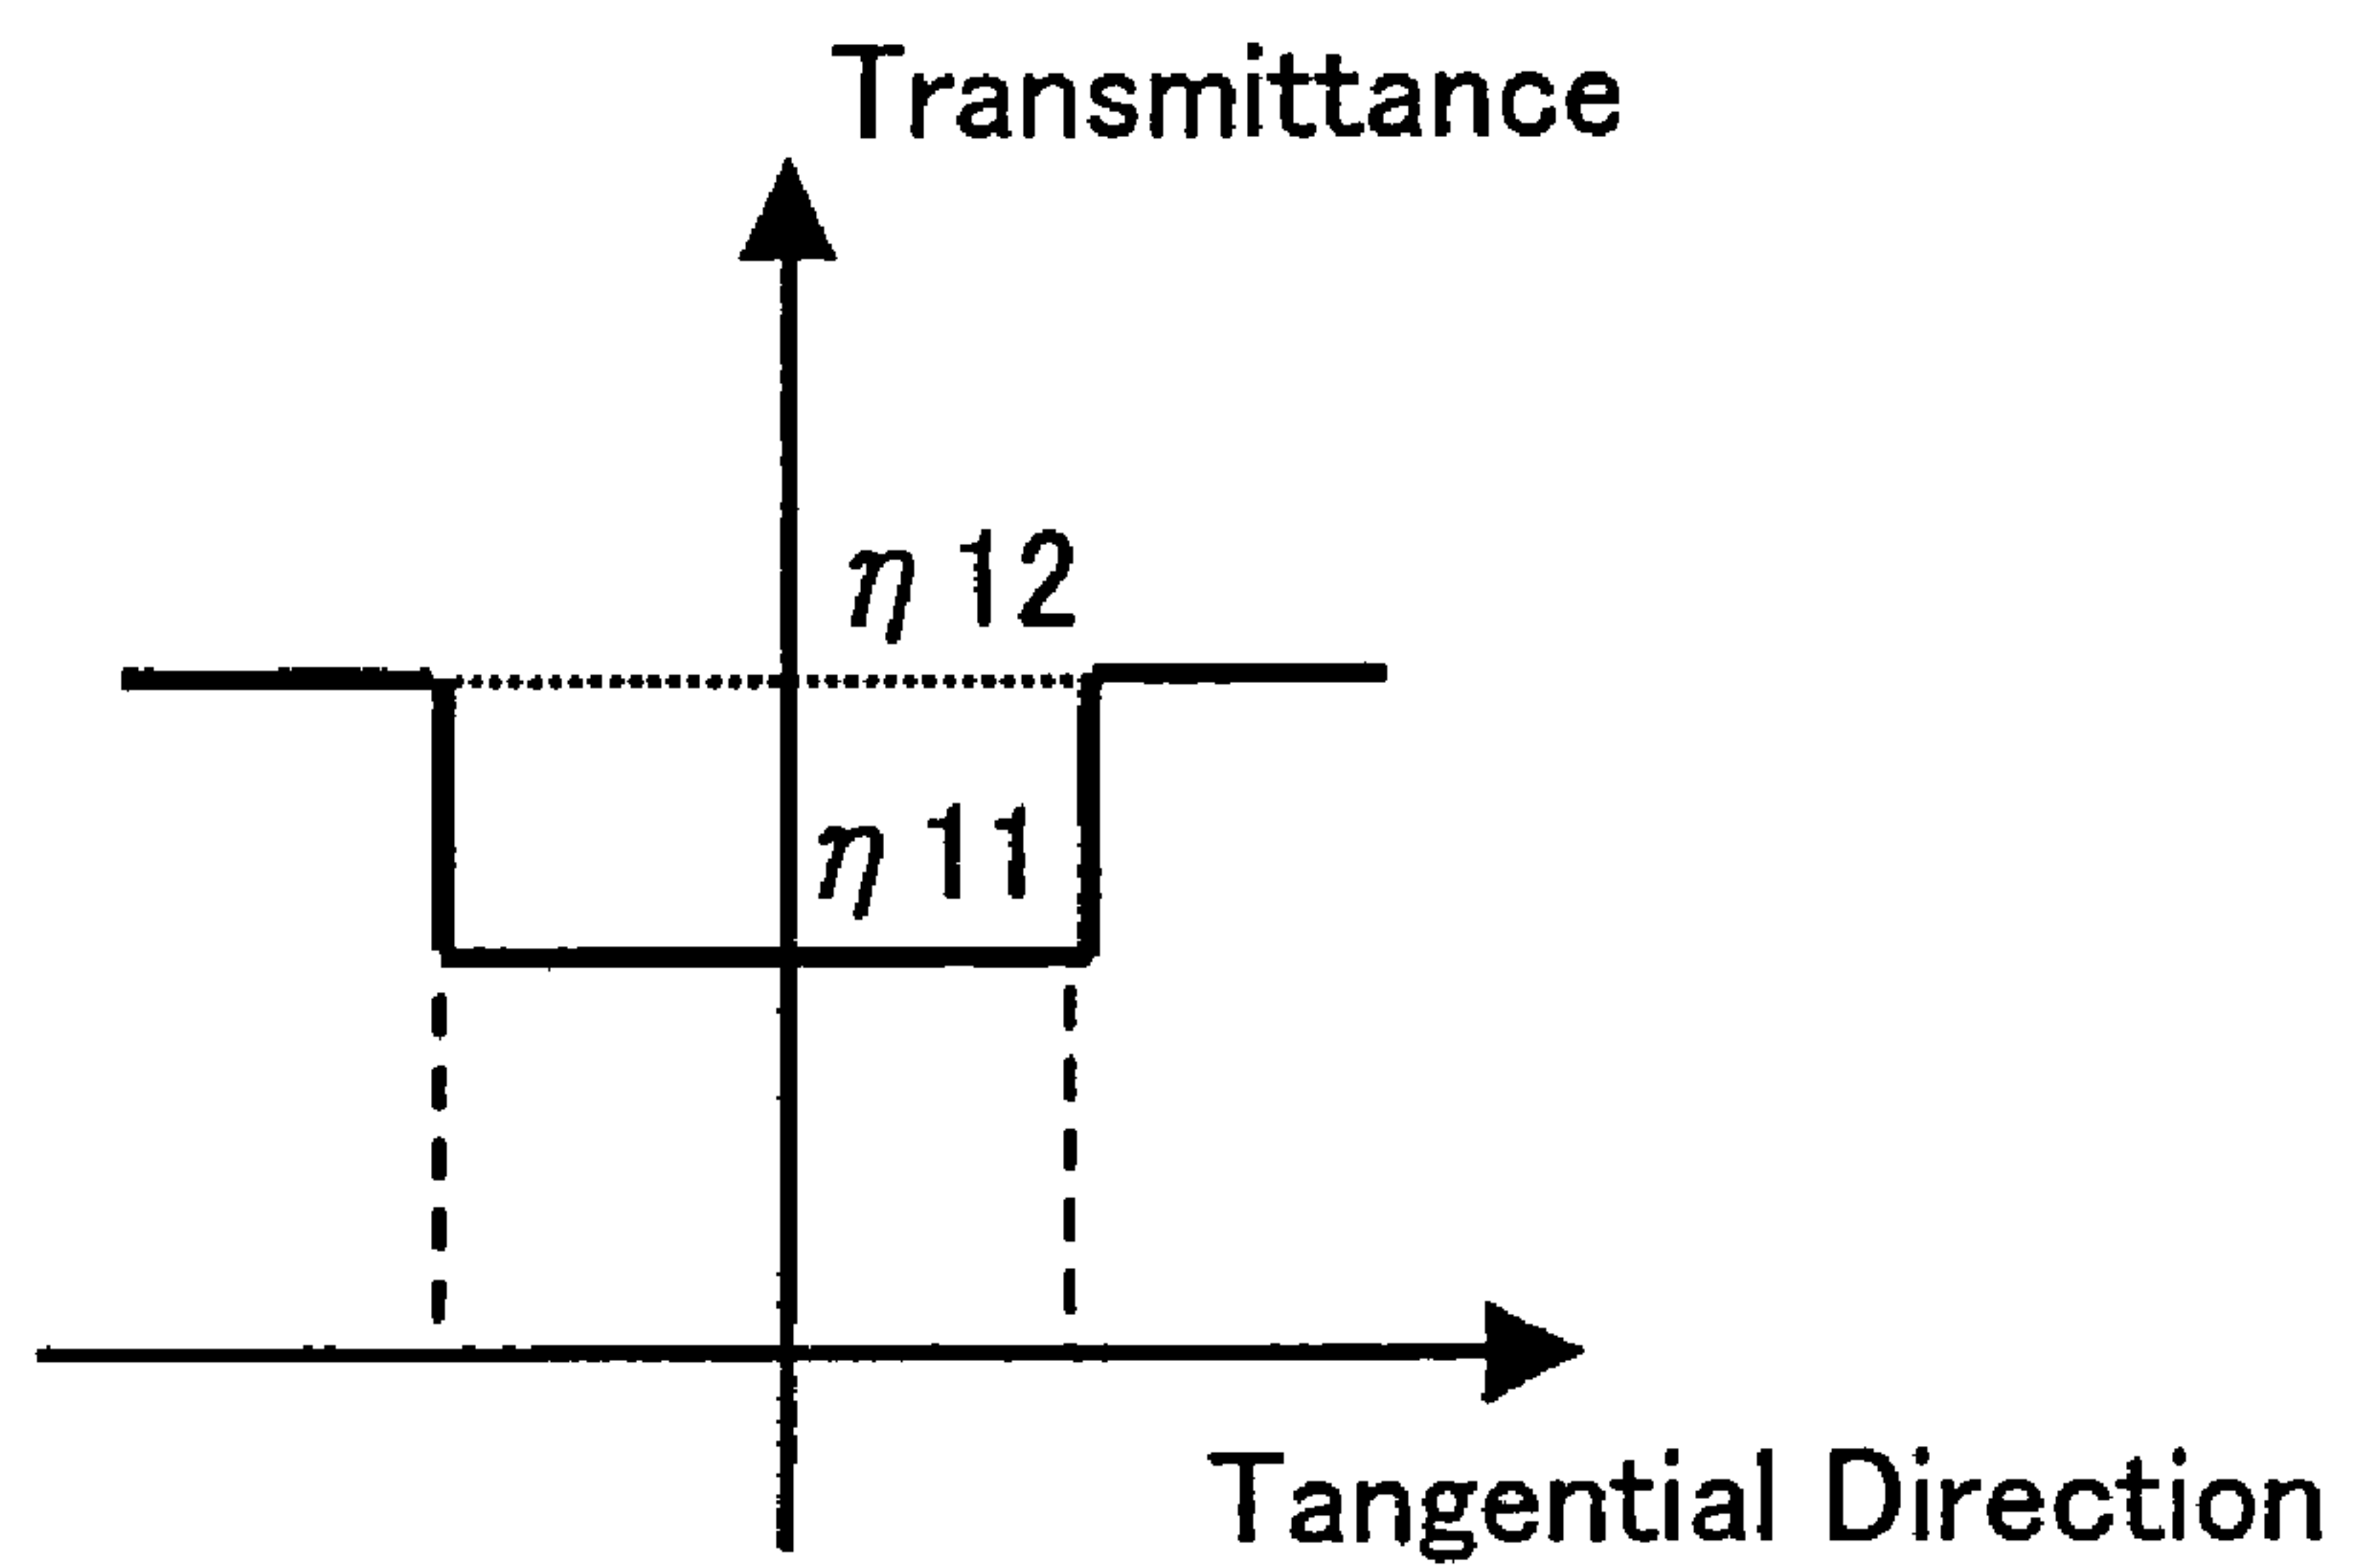 Transmittance
η 12
η 11
Tangential Direction